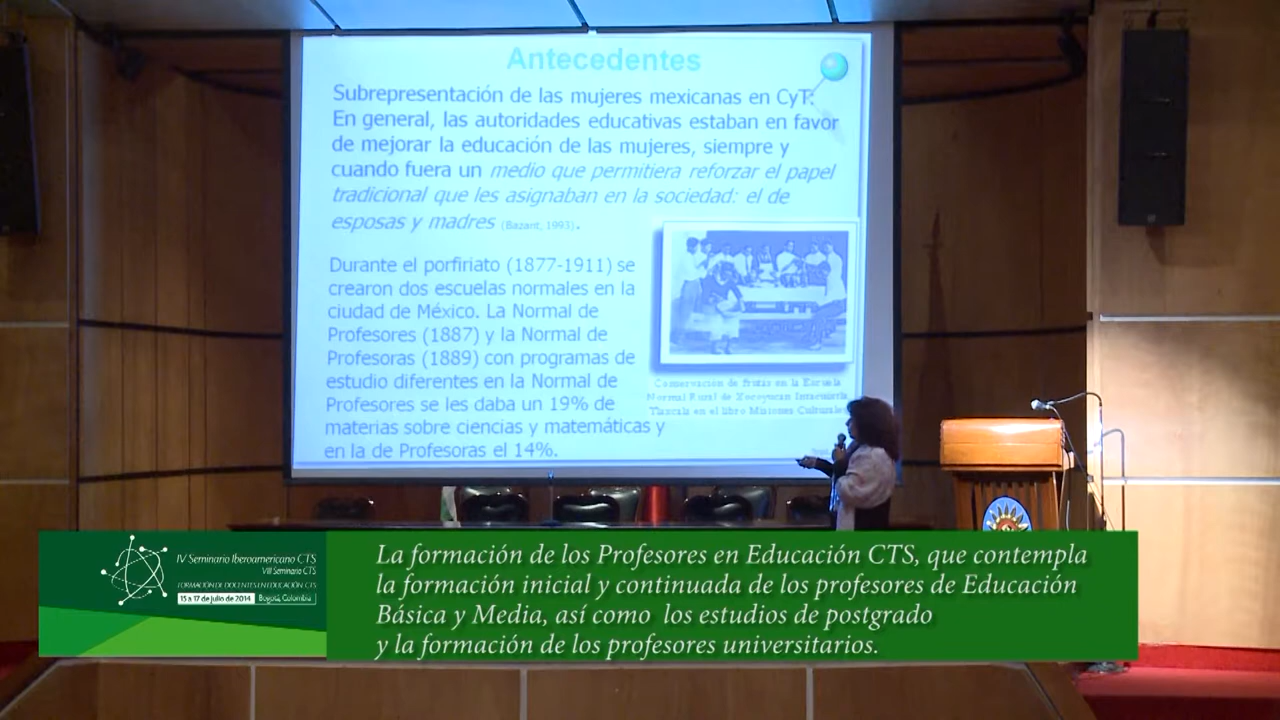 Antecedentes
Subrepresentación de las mujeres mexicanas en CyT:
En general, las autoridades educativas estaban en favor
de mejorar la educación de las mujeres, siempre y
cuando fuera un medio que permitiera reforzar el papel
tradicional que les asignaban en la sociedad: el de
esposas y madres (Bazant, 1993).
Durante el porfiriato (1877-1911) se
crearon dos escuelas normales en la
ciudad de México. La Normal de
Profesores (1887) y la Normal de
Profesoras (1889) con programas de
estudio diferentes en la Normal de
Profesores se les daba un 19% de
materias sobre ciencias y matemáticas y
en la de Profesoras el 14%.
Conservación de frutas en la Escuela
Normal Rural de Xocoyucan
Tlaxcala en el libro Misiones Culturales
IV Seminario Iberoamericano CTS
VIII Seminario CTS
FORMACIÓN DE DOCENTES EN EDUCACIÓN CTS
15 a 17 de julio de 2014 Bogotá, Colombia
La formación de los Profesores en Educación CTS, que contempla
la formación inicial y continuada de los profesores de Educación
Básica y Media, así como los estudios de postgrado
y la formación de los profesores universitarios.